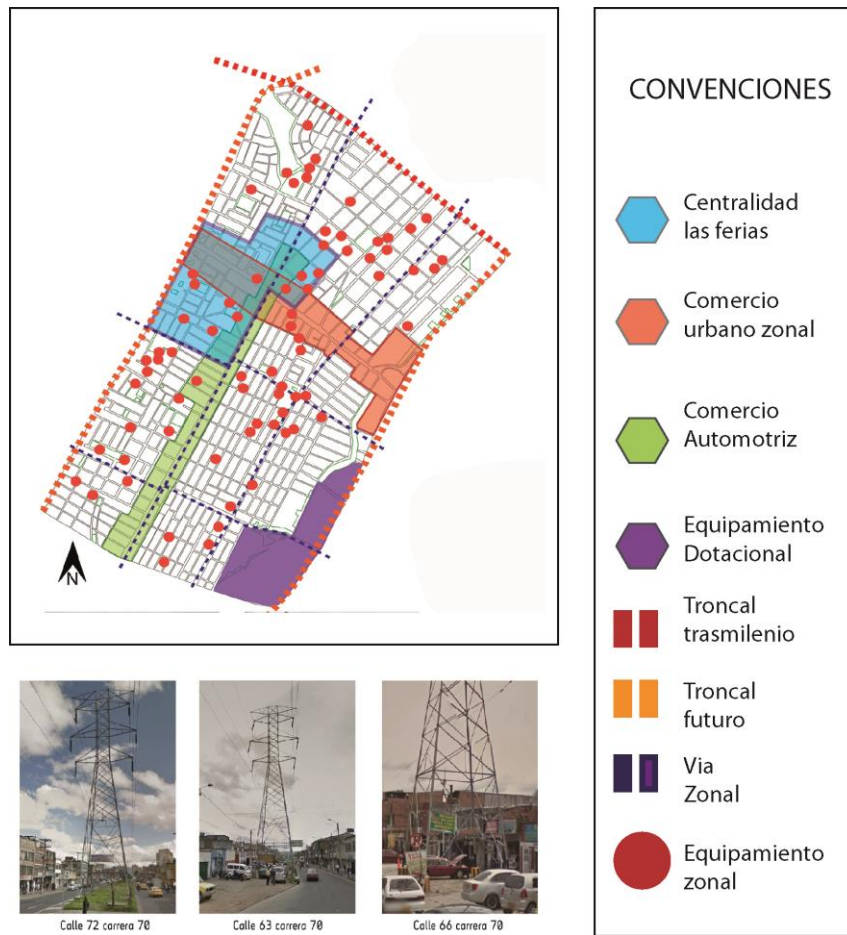 N
CONVENCIONES
Centralidad
las ferias
Comercio
urbano zonal
Comercio
Automotriz
Equipamiento
Dotacional
Troncal
trasmilenio
Troncal
futuro
Via
Zonal
Equipamiento
zonal
Calle 72 carrera 70
Calle 63 carrera 70
Calle 66 carrera 70